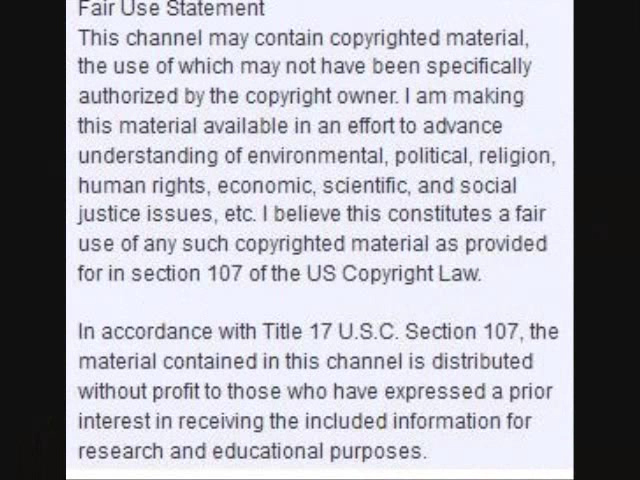 Fair Use Statement
This channel may contain copyrighted material,
the use of which may not have been specifically
authorized by the copyright owner. I am making
this material available in an effort to advance
understanding of environmental, political, religion,
human rights, economic, scientific, and social
justice issues, etc. I believe this constitutes a fair
use of any such copyrighted material as provided
for in section 107 of the US Copyright Law.

In accordance with Title 17 U.S.C. Section 107, the
material contained in this channel is distributed
without profit to those who have expressed a prior
interest in receiving the included information for
research and educational purposes.